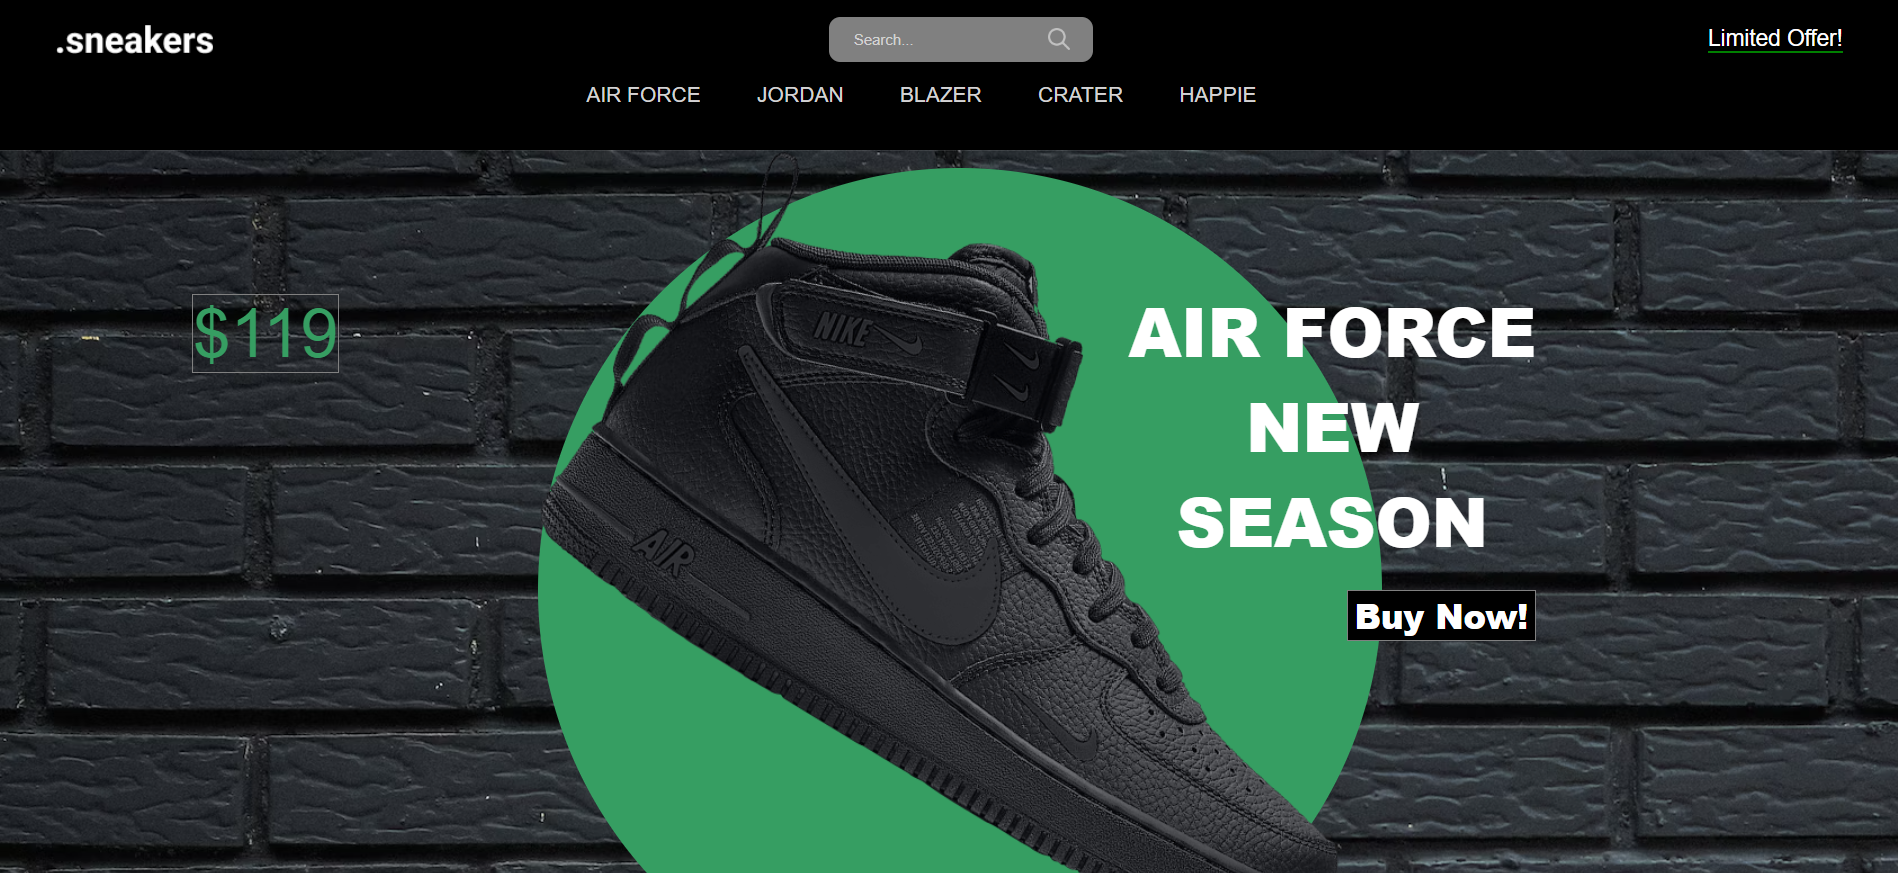 .sneakers
Search...
Limited Offer!
AIR FORCE
JORDAN
BLAZER
CRATER
HAPPIE
$119
NIKE
AIR FORCE
NEW
SEASON
AIR
Buy Now!